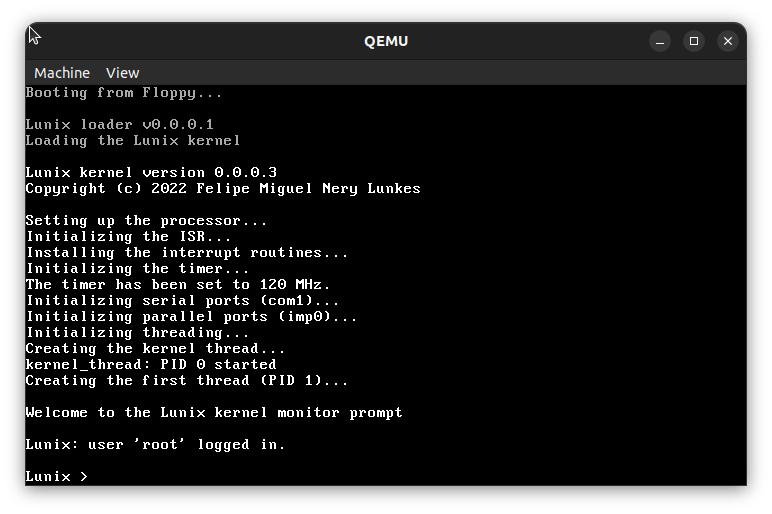 QEMU
Machine View
Booting from Floppy...
Lunix loader v0.0.0.1
Loading the Lunix kernel
Lunix kernel version 0.0.0.3
Copyright (c) 2022 Felipe Miguel Nery Lunkes
Setting up the processor...
Initializing the ISR...
Installing the interrupt routines...
Initializing the timer...
The timer has been set to 120 MHz.
Initializing serial ports (com1)...
Initializing parallel ports (imp0)...
Initializing threading...
Creating the kernel thread...
kernel_thread: PID 0 started
Creating the first thread (PID 1)...
Welcome to the Lunix kernel monitor prompt
Lunix: user 'root' logged in.
Lunix >